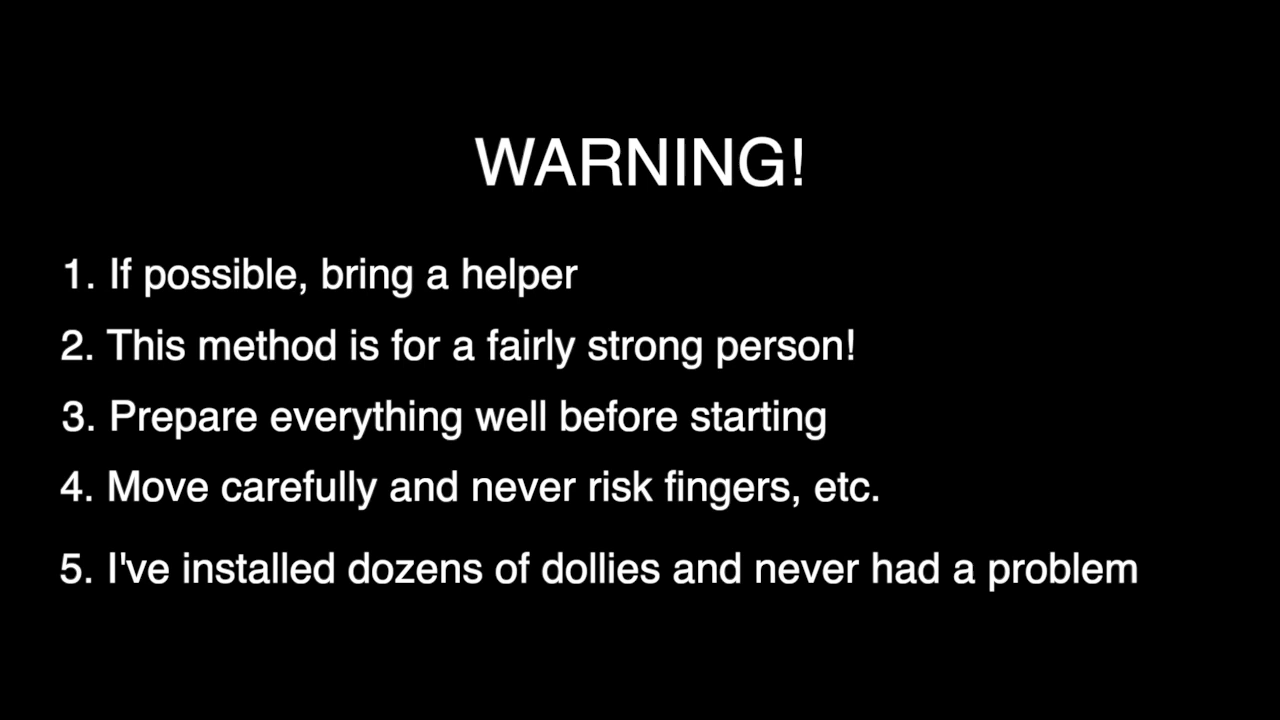 WARNING!
1. If possible, bring a helper
2. This method is for a fairly strong person!
3. Prepare everything well before starting
4. Move carefully and never risk fingers, etc.
5. I've installed dozens of dollies and never had a problem